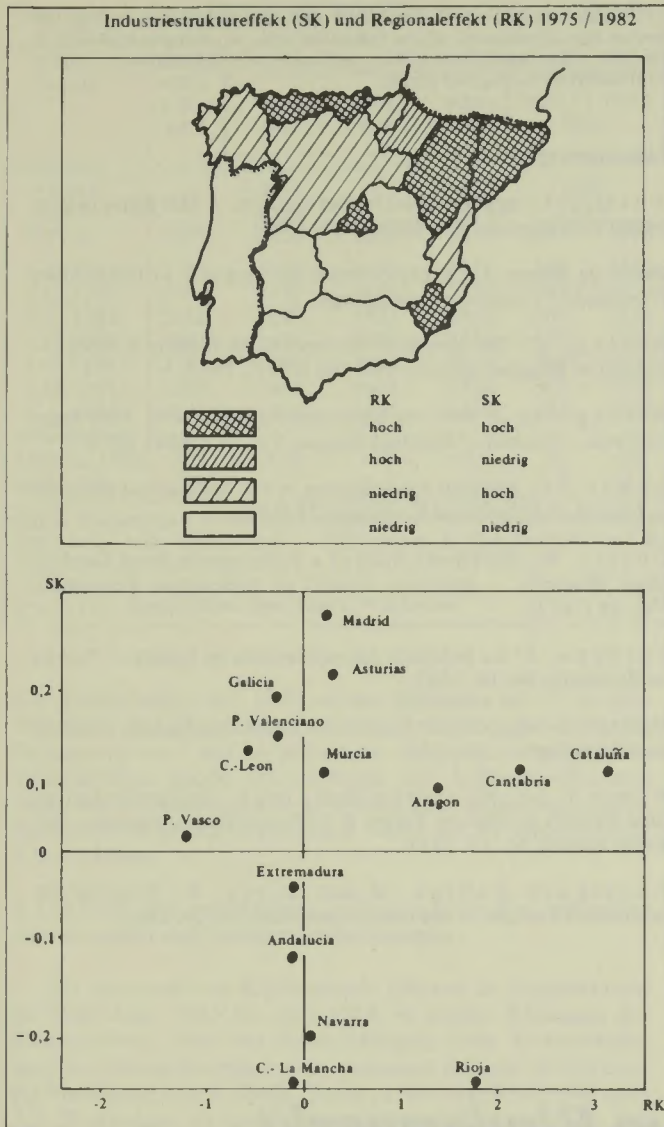 Industriestruktureffekt (SK) und Regionaleffekt (RK) 1975 / 1982
RK SK
hoch hoch
hoch niedrig
niedrig hoch
niedrig niedrig
SK
Madrid
Asturias
Galicia
0,2
P. Valenciano
C.-Leon
Murcia
Cataluña
Cantabria
0,1
Aragon
P. Vasco
0
Extremadura
-0,1
Andalucia
Navarra
-0,2
C.- La Mancha
Rioja
-2 -1 0 1 2 3 RK